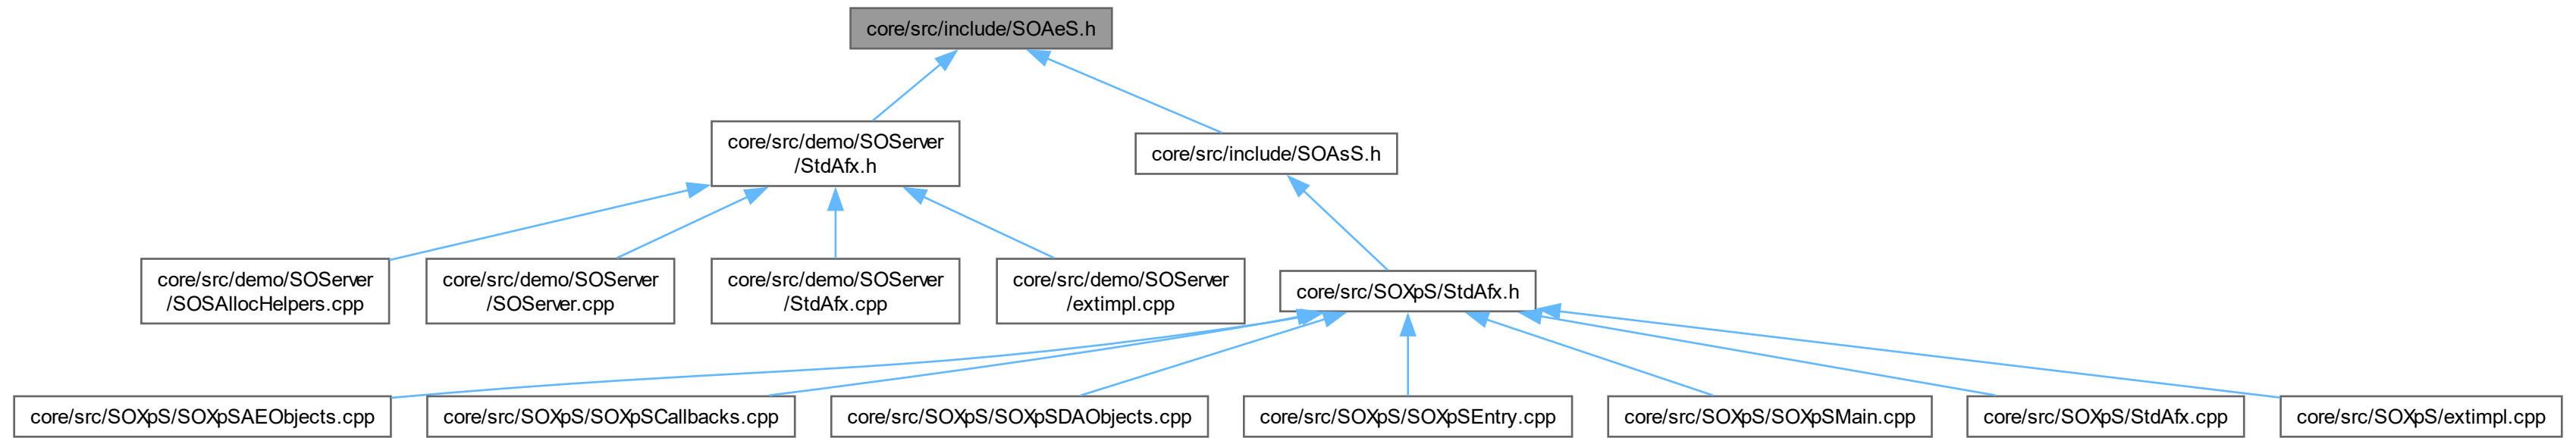 core/src/include/SOAeS.h
core/src/demo/SOServer
/StdAfx.h
core/src/include/SOAsS.h
core/src/demo/SOServer
/SOSAllocHelpers.cpp
core/src/demo/SOServer
/SOServer.cpp
core/src/demo/SOServer
/StdAfx.cpp
core/src/demo/SOServer
/extimpl.cpp
core/src/SOXpS/StdAfx.h
core/src/SOXpS/SOXpSAEObjects.cpp
core/src/SOXpS/SOXpSCallbacks.cpp
core/src/SOXpS/SOXpSDAObjects.cpp
core/src/SOXpS/SOXpSEntry.cpp
core/src/SOXpS/SOXpSMain.cpp
core/src/SOXpS/StdAfx.cpp
core/src/SOXpS/extimpl.cpp